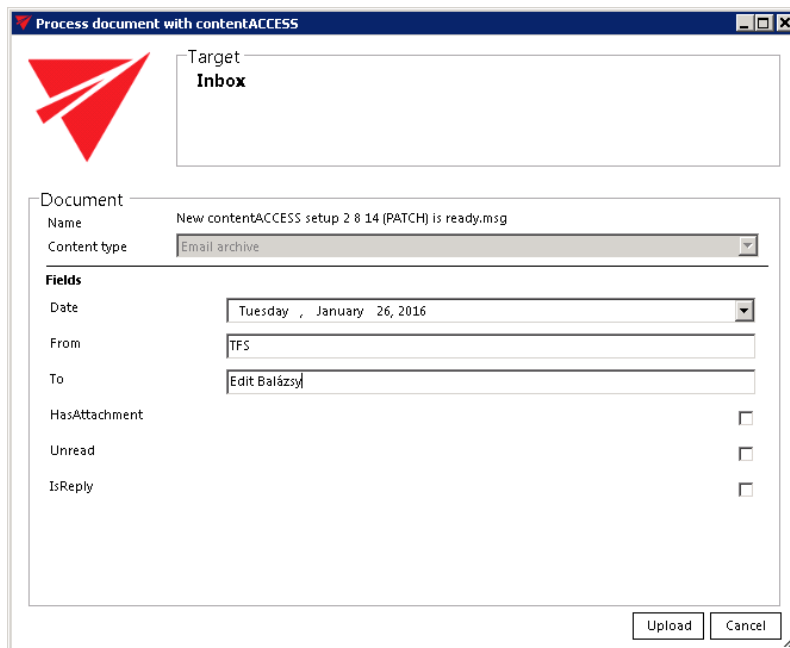 Process document with contentACCESS
Target
Inbox
Document
Name New contentACCESS setup 2 8 14 (PATCH) is ready.msg
Content type Email archive
Fields
Date Tuesday , January 26, 2016
From TFS
To Edit Balázsy
HasAttachment
Unread
IsReply
Upload Cancel